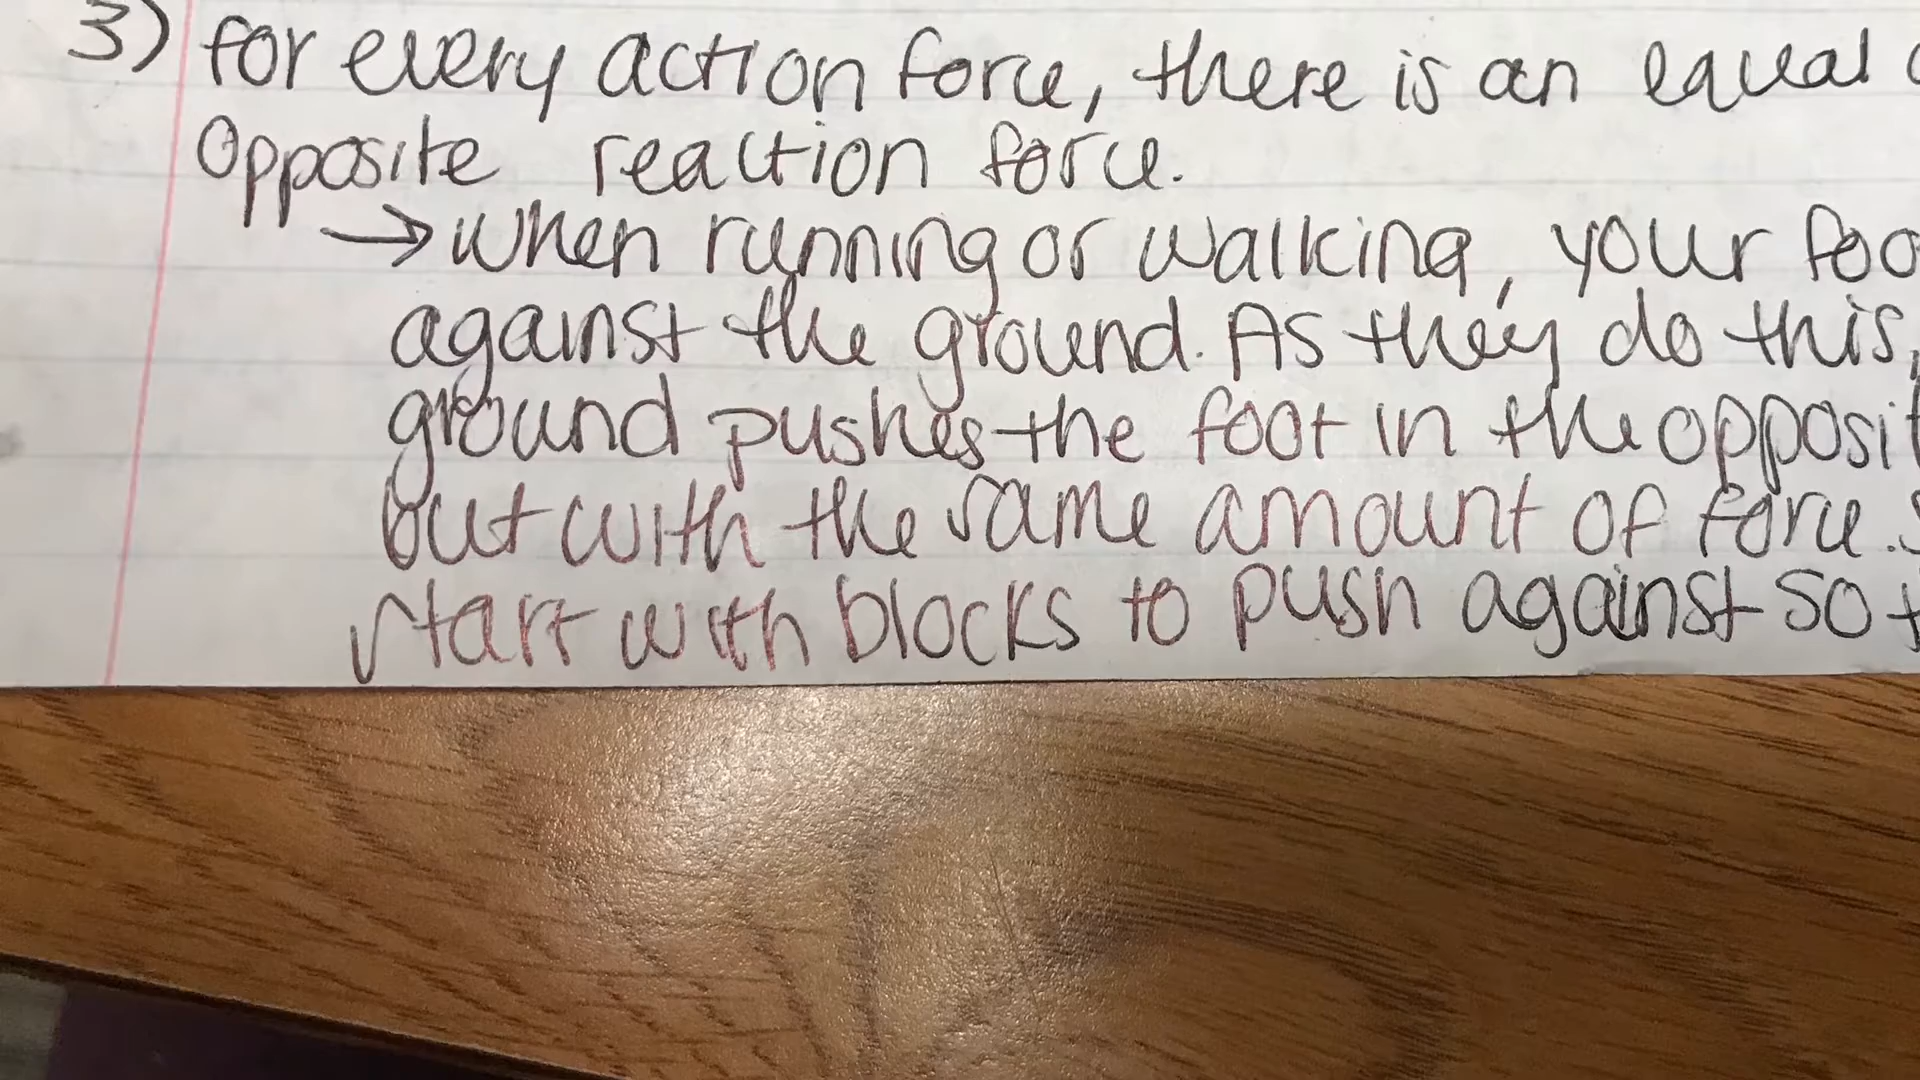 3) for every action force, there is an equal
Opposite reaction force.
→ when running or walking, your
against the ground. As they do this,
ground pushes the foot in the
but with the same amount of force.
start with blocks to push against so